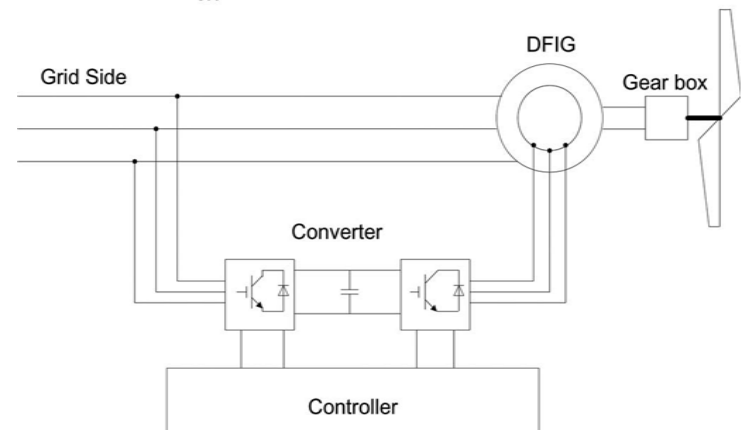 DFIG
Grid Side
Gear box
Converter
Controller